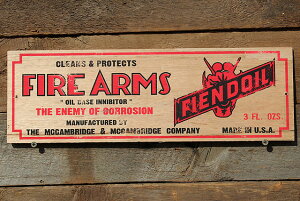 CLEANS & PROTECTS
FIRE ARMS
"OIL BASE INHIBITOR"
THE ENEMY OF CORROSION
MANUFACTURED BY
THE MCCAMBRIDGE & MCCAMBRIDGE COMPANY
FIENDOIL
3 FL. OZS.
MADE IN U.S.A.